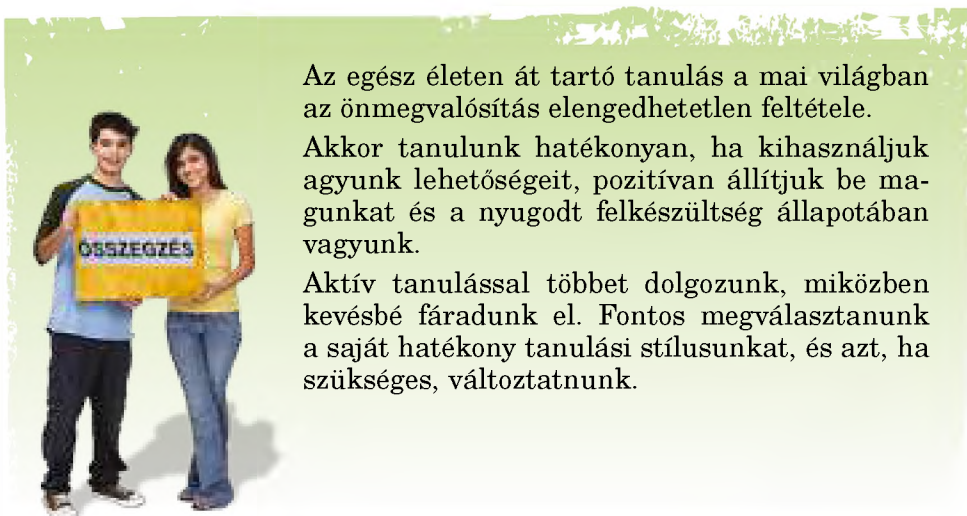 Az egész életen át tartó tanulás a mai világban
az önmegvalósítás elengedhetetlen feltétele.
Akkor tanulunk hatékonyan, ha kihasználjuk
agyunk lehetőségeit, pozitívan állítjuk be ma-
gunkat és a nyugodt felkészültség állapotában
vagyunk.
Aktív tanulással többet dolgozunk, miközben
kevésbé fáradunk el. Fontos megválasztanunk
a saját hatékony tanulási stílusunkat, és azt, ha
szükséges, változtatnunk.
ÖSSZEGZÉS